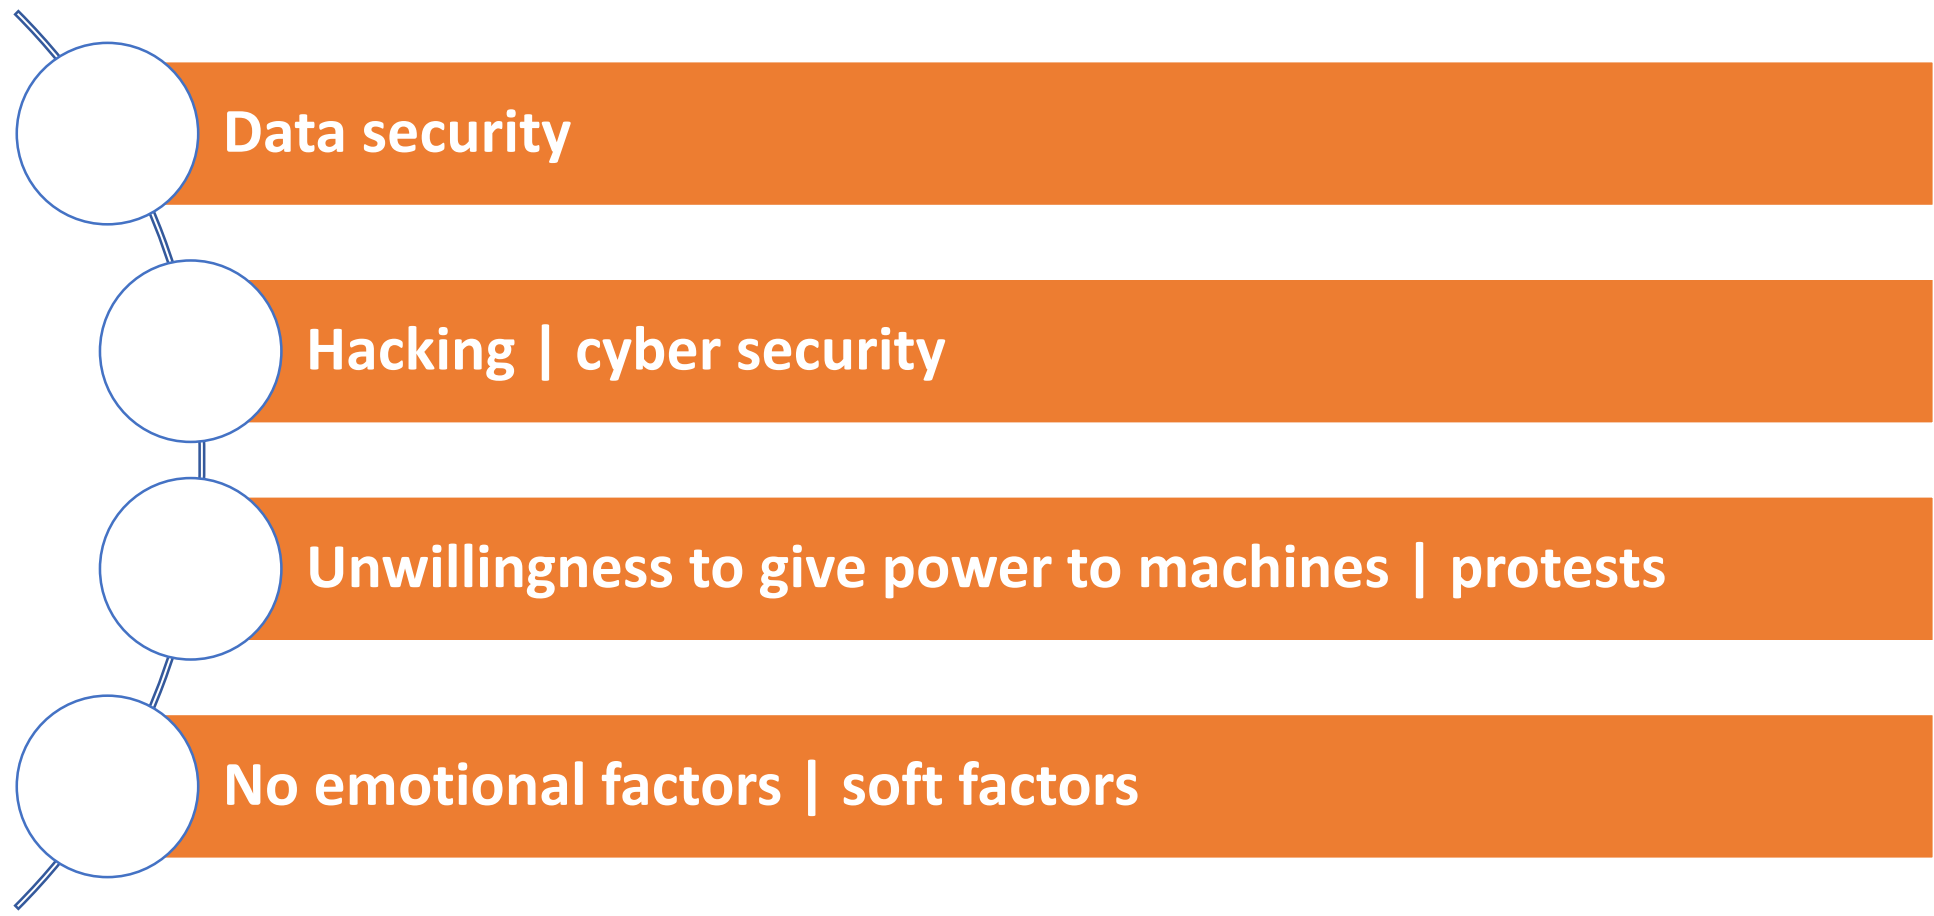 Data security
Hacking | cyber security
Unwillingness to give power to machines | protests
No emotional factors | soft factors